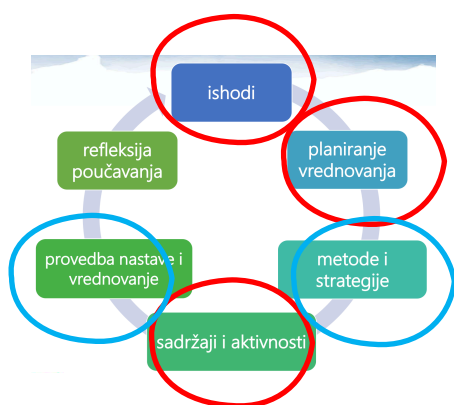 ishodi
planiranje
vrednovanja
metode i
strategije
sadržaji i aktivnosti
provedba nastave i
vrednovanje
refleksija
poučavanja